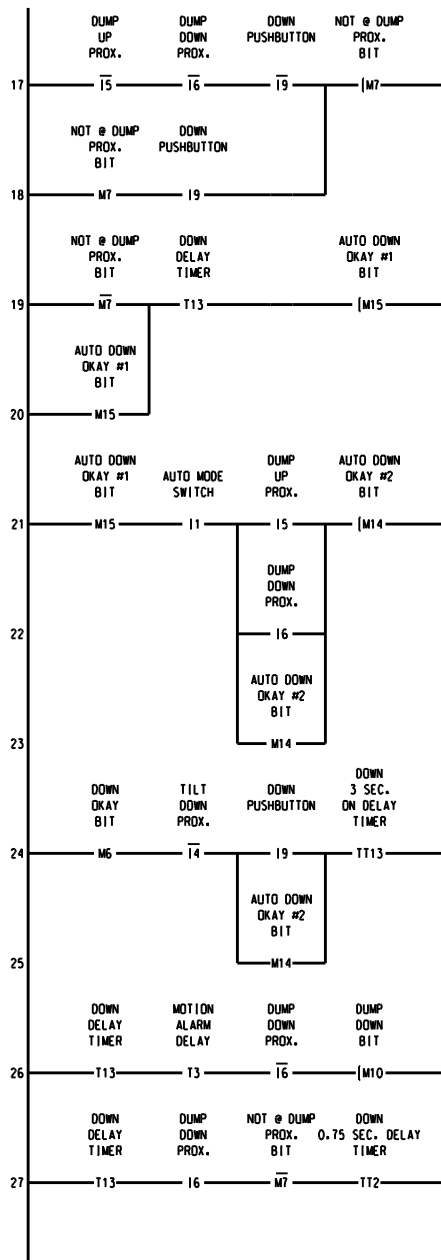 DUMP DUMP DOWN NOT @ DUMP
UP DOWN PUSHBUTTON PROX.
PROX. PROX. BIT
17 I5 I6 I9 (M7
NOT @ DUMP DOWN
PROX. PUSHBUTTON
BIT
18 M7 I9
NOT @ DUMP DOWN AUTO DOWN
PROX. DELAY OKAY #1
BIT TIMER BIT
19 M7 T13 (M15
AUTO DOWN
OKAY #1
BIT
20 M15
AUTO DOWN DUMP AUTO DOWN
OKAY #1 AUTO MODE UP OKAY #2
BIT SWITCH PROX. BIT
21 M15 I1 I5 (M14
DUMP
DOWN
PROX.
22 I6
AUTO DOWN
OKAY #2
BIT
23 M14
DOWN
DOWN TILT DOWN 3 SEC.
OKAY DOWN PUSHBUTTON ON DELAY
BIT PROX. TIMER
24 M6 I4 I9 TT13
AUTO DOWN
OKAY #2
BIT
25 M14
DOWN MOTION DUMP DUMP
DELAY ALARM DOWN DOWN
TIMER DELAY PROX. BIT
26 T13 T3 I6 (M10
DOWN DUMP NOT @ DUMP DOWN
DELAY DOWN PROX. 0.75 SEC. DELAY
TIMER PROX. BIT TIMER
27 T13 I6 M7 TT2